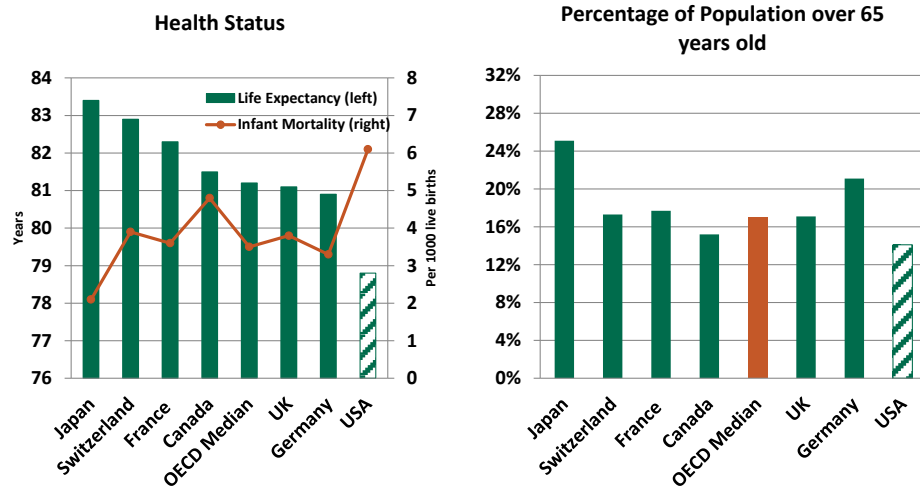 Health Status
84
83
82
81
80
79
78
77
76
Years
8
7
6
5
4
3
2
1
0
Per 1000 live births
Life Expectancy (left)
Infant Mortality (right)
Japan
Switzerland
France
Canada
OECD Median
UK
Germany
USA
Percentage of Population over 65
years old
32%
28%
24%
20%
16%
12%
8%
4%
0%
Japan
Switzerland
France
Canada
OECD Median
UK
Germany
USA